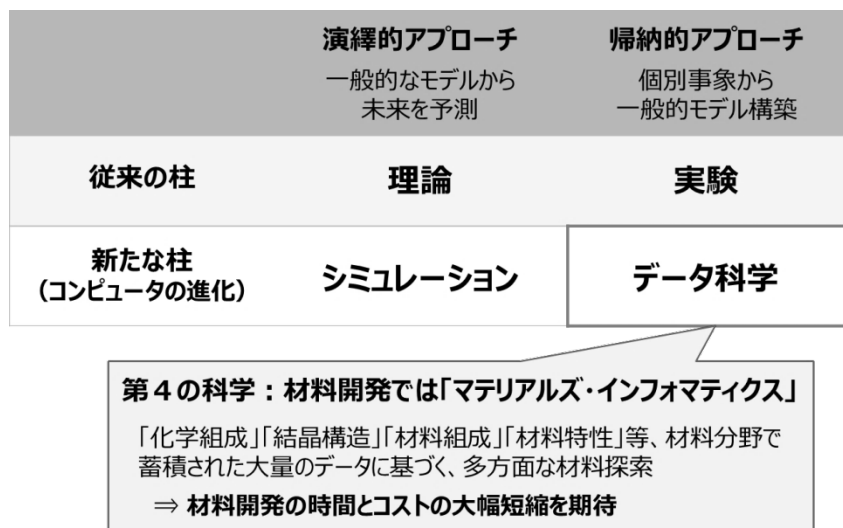 演繹的アプローチ
一般的なモデルから
未来を予測
帰納的アプローチ
個別事象から
一般的モデル構築
従来の柱
理論
実験
新たな柱
（コンピュータの進化）
シミュレーション
データ科学
第４の科学：材料開発では「マテリアルズ・インフォマティクス」
「化学組成」「結晶構造」「材料組成」「材料特性」等、材料分野で
蓄積された大量のデータに基づく、多方面な材料探索
⇒ 材料開発の時間とコストの大幅短縮を期待